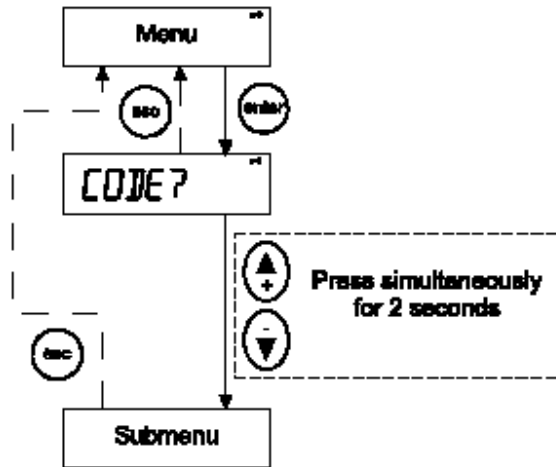 Menu
esc
enter
CODE?
+
-
Press simultaneously
for 2 seconds
esc
Submenu